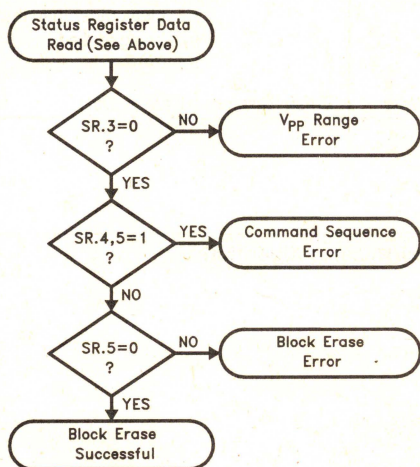 Status Register Data
Read (See Above)
SR.3=0
?
NO
VPP Range
Error
YES
SR.4,5=1
?
YES
Command Sequence
Error
NO
SR.5=0
?
NO
Block Erase
Error
YES
Block Erase
Successful